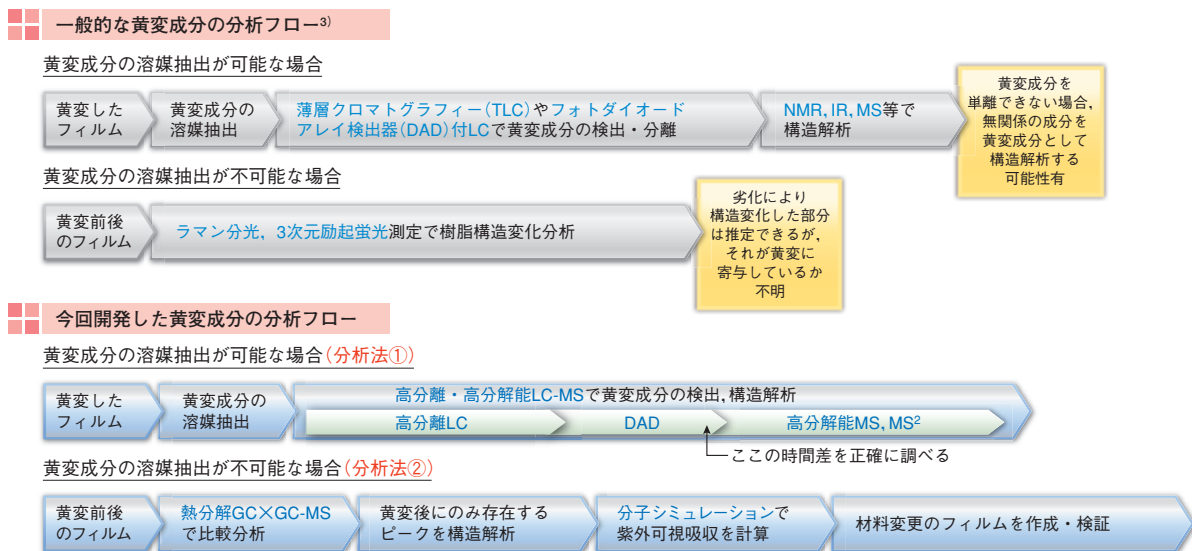 一般的な黄変成分の分析フロー3)
黄変成分の溶媒抽出が可能な場合
黄変した
フィルム
黄変成分の
溶媒抽出
薄層クロマトグラフィー(TLC)やフォトダイオード
アレイ検出器(DAD)付LCで黄変成分の検出・分離
NMR, IR, MS等で
構造解析
黄変成分を
単離できない場合,
無関係の成分を
黄変成分として
構造解析する
可能性有
黄変成分の溶媒抽出が不可能な場合
黄変前後
のフィルム
ラマン分光，3次元励起蛍光測定で樹脂構造変化分析
劣化により
構造変化した部分
は推定できるが,
それが黄変に
寄与しているか
不明
今回開発した黄変成分の分析フロー
黄変成分の溶媒抽出が可能な場合(分析法①)
黄変した
フィルム
黄変成分の
溶媒抽出
高分離・高分解能LC-MSで黄変成分の検出, 構造解析
高分離LC
DAD
高分解能MS, MS²
ここの時間差を正確に調べる
黄変成分の溶媒抽出が不可能な場合(分析法②)
黄変前後
のフィルム
熱分解GC×GC-MS
で比較分析
黄変後にのみ存在する
ピークを構造解析
分子シミュレーションで
紫外可視吸収を計算
材料変更のフィルムを作成・検証